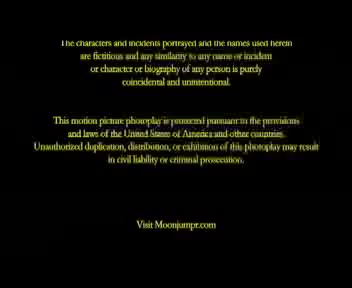 The characters and incidents portrayed and the names used herein
are fictitious and any similarity to any name or incident
or character or biography of any person is purely
coincidental and unintentional.
This motion picture photoplay is protected pursuant to the provisions
and laws of the United States of America and other countries.
Unauthorized duplication, distribution, or exhibition of this photoplay may result
in civil liability or criminal prosecution.
Visit Moonjumpr.com